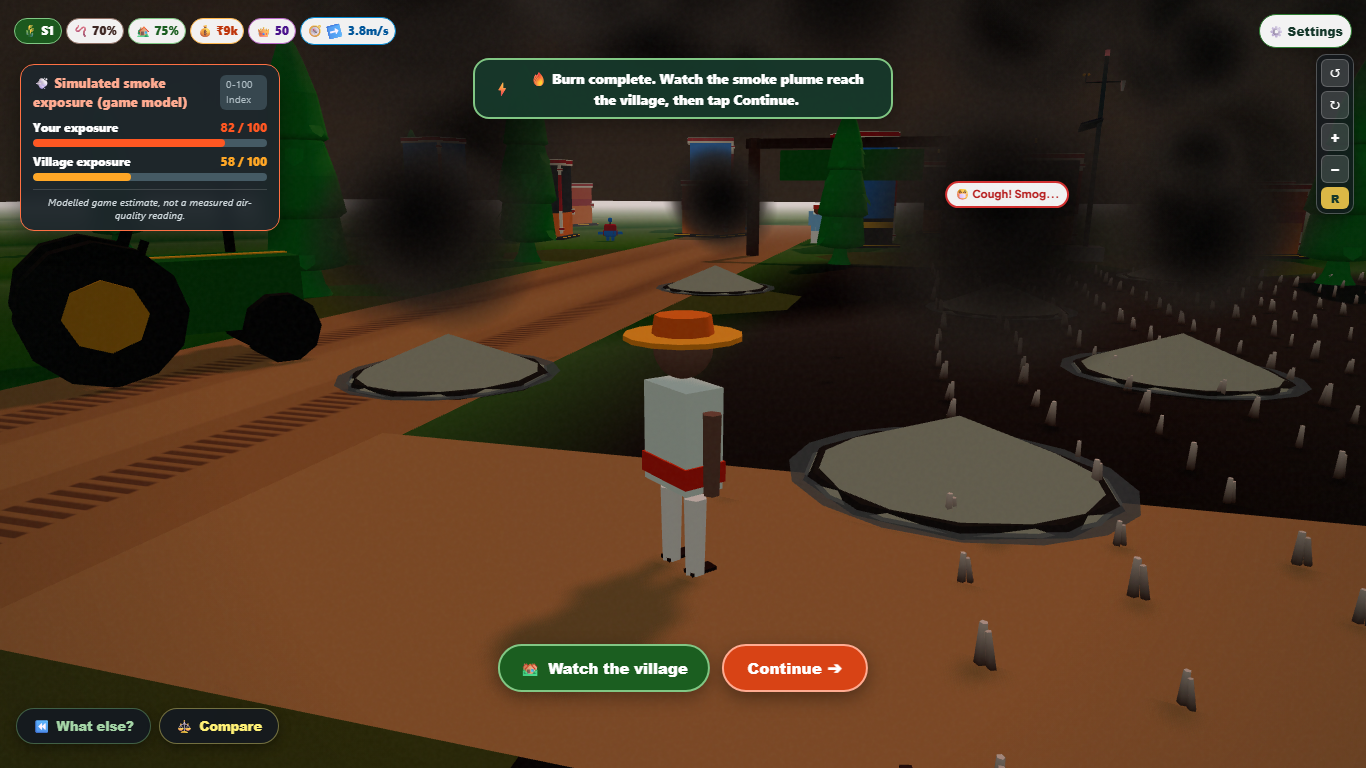 S1
70%
75%
₹9k
50
3.8m/s
Settings
Simulated smoke
exposure (game model)
0-100
Index
Your exposure
82 / 100
Village exposure
58 / 100
Modelled game estimate, not a measured air-
quality reading.
Burn complete. Watch the smoke plume reach
the village, then tap Continue.
Cough! Smog...
↺
↻
+
−
R
Watch the village
Continue ➔
What else?
Compare